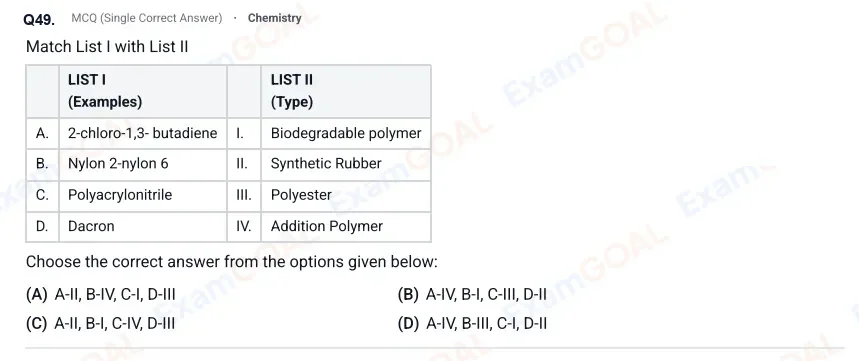 Q49. MCQ (Single Correct Answer) · Chemistry
Match List I with List II
LIST I (Examples) LIST II (Type)
A. 2-chloro-1,3- butadiene I. Biodegradable polymer
B. Nylon 2-nylon 6 II. Synthetic Rubber
C. Polyacrylonitrile III. Polyester
D. Dacron IV. Addition Polymer
Choose the correct answer from the options given below:
(A) A-II, B-IV, C-I, D-III (B) A-IV, B-I, C-III, D-II
(C) A-II, B-I, C-IV, D-III (D) A-IV, B-III, C-I, D-II